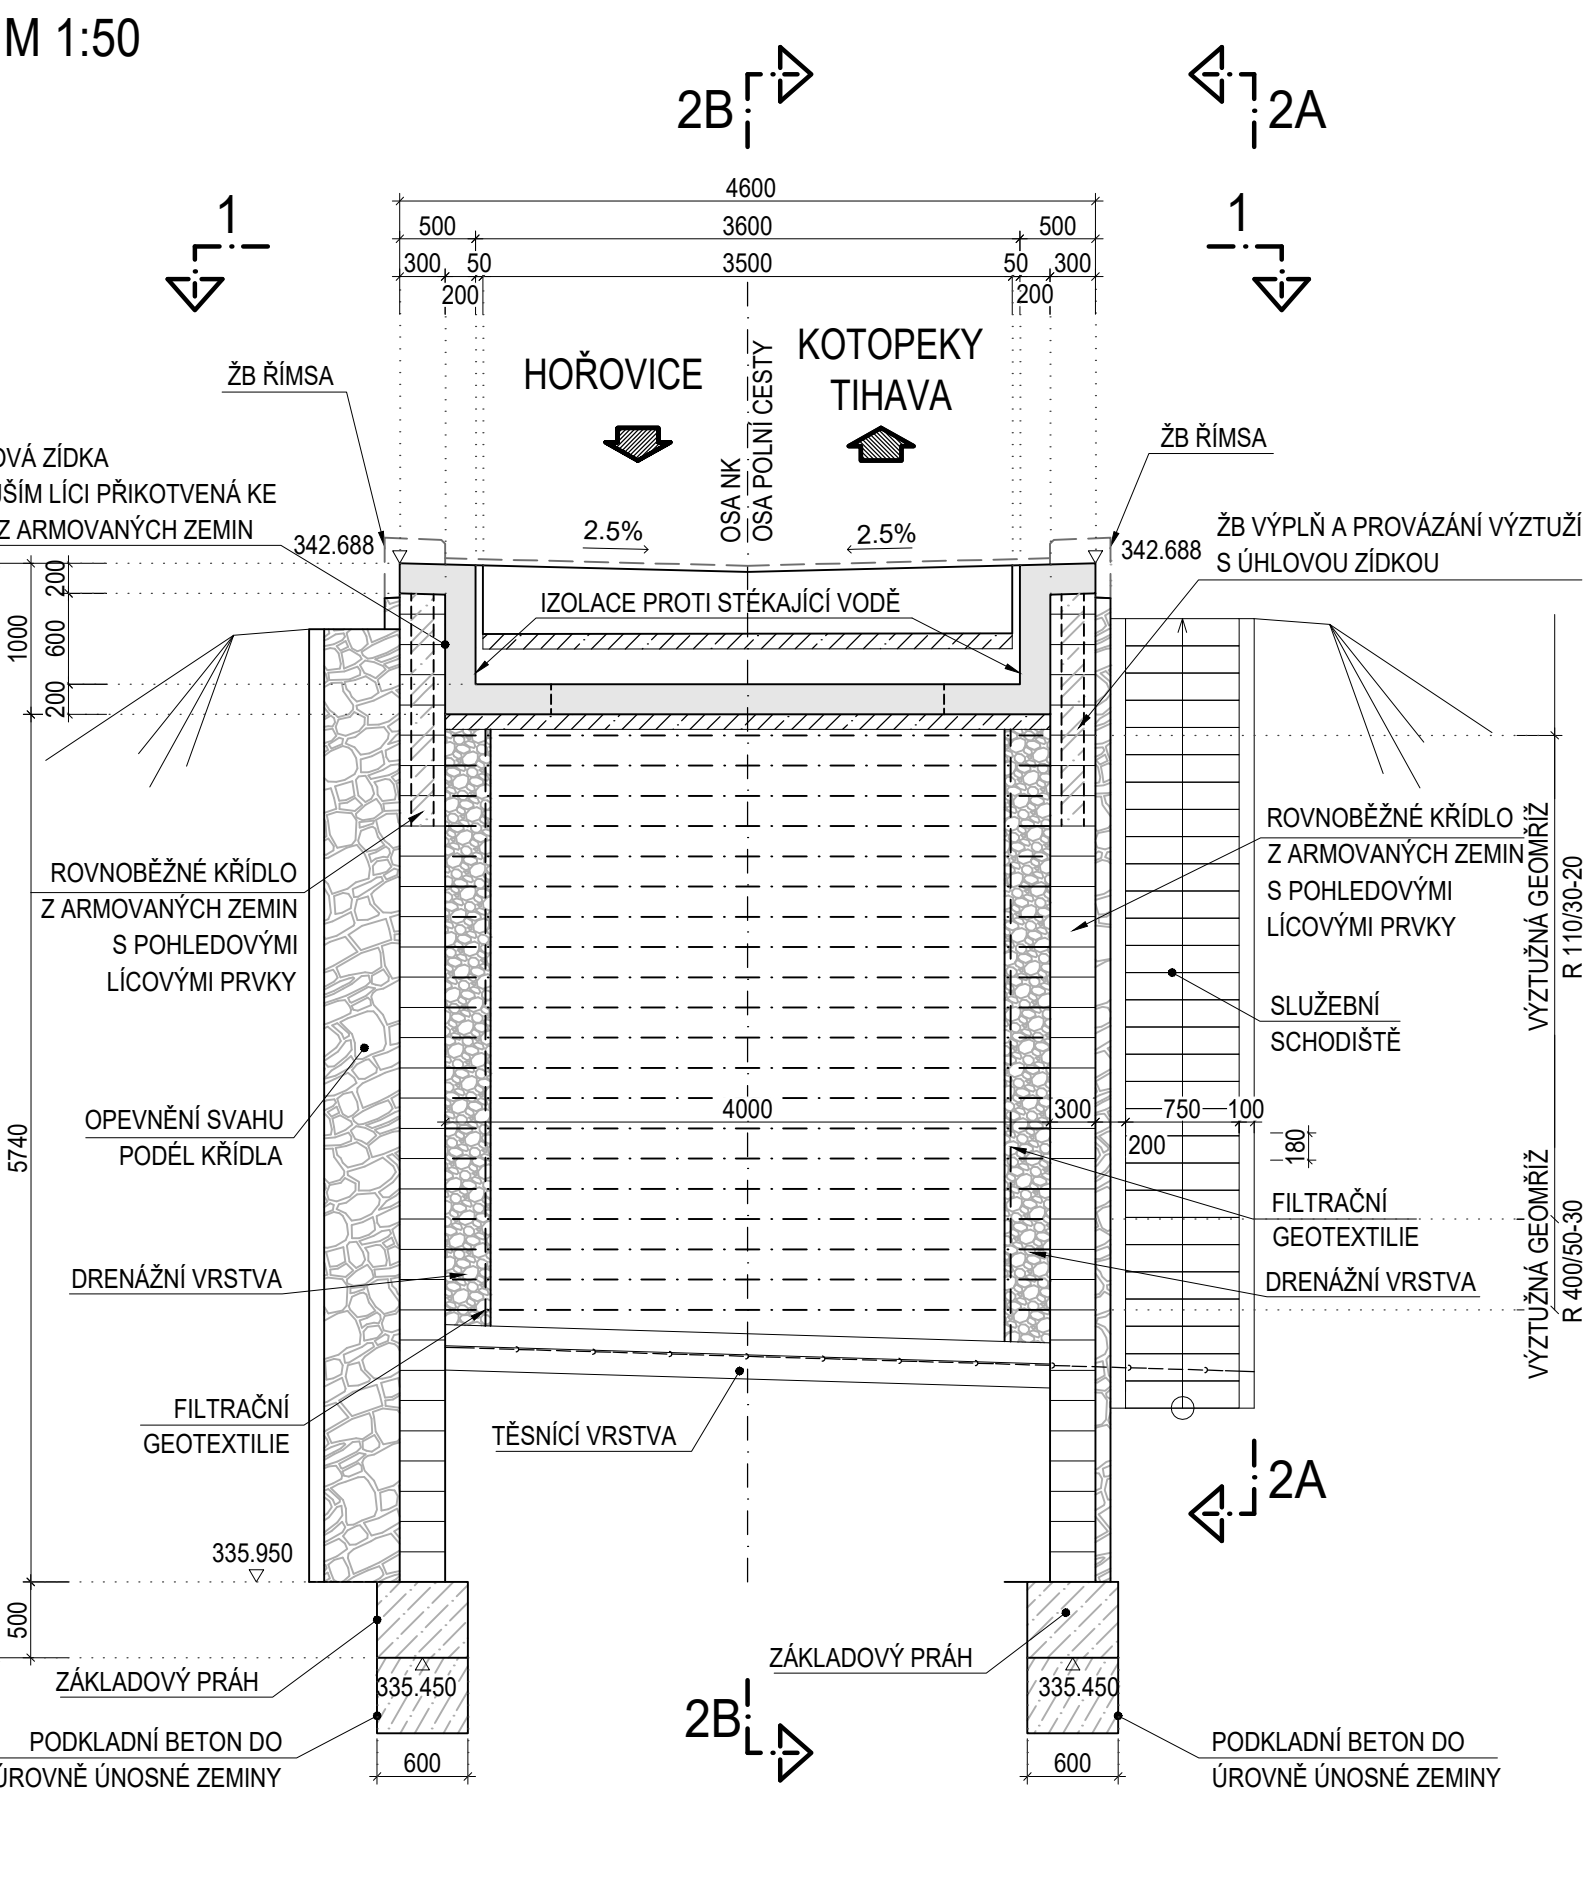 M 1:50
2B
2A
1
1
4600
500
3600
500
300
50
3500
50
300
200
200
HOŘOVICE
KOTOPEKY
TIHAVA
OSA NK
OSA POLNÍ CESTY
ŽB ŘÍMSA
ŽB ŘÍMSA
OVÁ ZÍDKA
ŠÍM LÍCI PŘIKOTVENÁ KE
Z ARMOVANÝCH ZEMIN
342.688
2.5%
2.5%
342.688
ŽB VÝPLŇ A PROVÁZÁNÍ VÝZTUŽÍ
S ÚHLOVOU ZÍDKOU
IZOLACE PROTI STÉKAJÍCÍ VODĚ
1000
200
600
200
ROVNOBĚŽNÉ KŘÍDLO
Z ARMOVANÝCH ZEMIN
S POHLEDOVÝMI
LÍCOVÝMI PRVKY
ROVNOBĚŽNÉ KŘÍDLO
Z ARMOVANÝCH ZEMIN
S POHLEDOVÝMI
LÍCOVÝMI PRVKY
VÝZTUŽNÁ GEOMŘÍŽ
R 110/30-20
SLUŽEBNÍ
SCHODIŠTĚ
OPEVNĚNÍ SVAHU
PODÉL KŘÍDLA
5740
4000
300
750
100
200
180
VÝZTUŽNÁ GEOMŘÍŽ
R 400/50-30
FILTRAČNÍ
GEOTEXTILIE
DRENÁŽNÍ VRSTVA
DRENÁŽNÍ VRSTVA
FILTRAČNÍ
GEOTEXTILIE
TĚSNÍCÍ VRSTVA
2A
335.950
500
ZÁKLADOVÝ PRÁH
335.450
ZÁKLADOVÝ PRÁH
335.450
2B
PODKLADNÍ BETON DO
ÚROVNĚ ÚNOSNÉ ZEMINY
600
600
PODKLADNÍ BETON DO
ÚROVNĚ ÚNOSNÉ ZEMINY